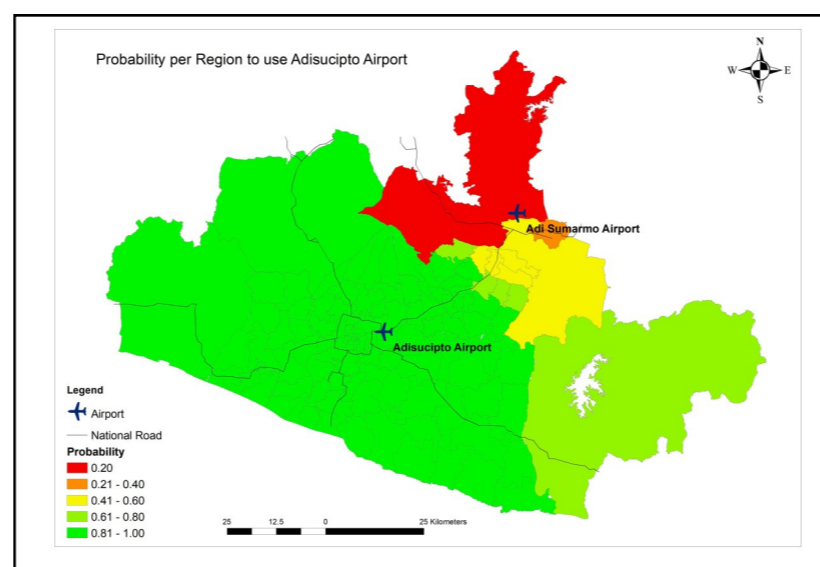 Probability per Region to use Adisucipto Airport
N
W E
S
Adi Sumarmo Airport
Adisucipto Airport
Legend
Airport
National Road
Probability
0.20
0.21 - 0.40
0.41 - 0.60
0.61 - 0.80
0.81 - 1.00
25 12.5 0 25 Kilometers